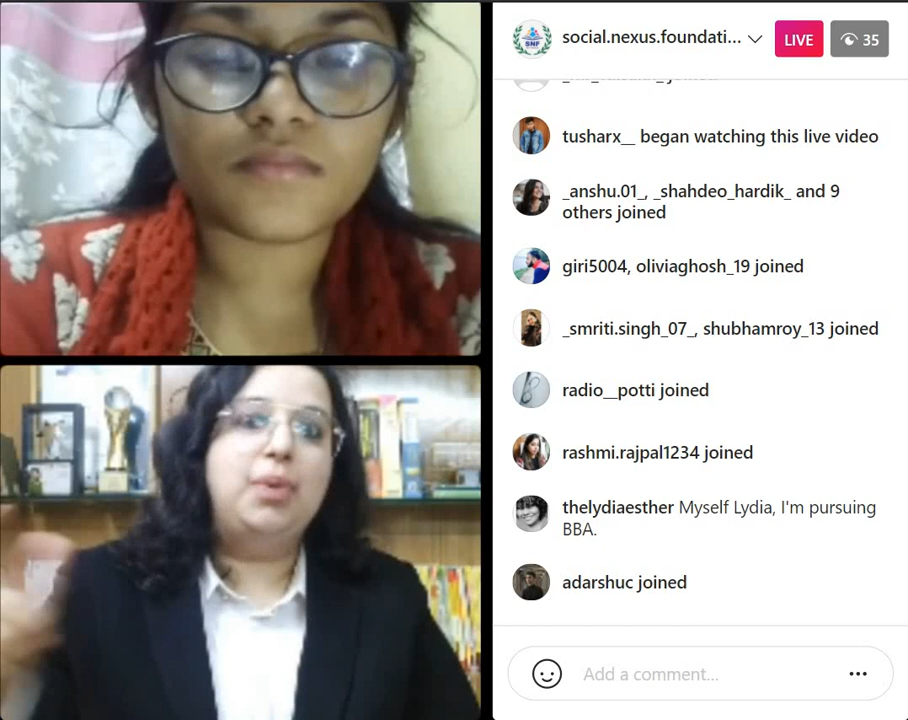 social.nexus.foundati...
LIVE
35
SNF
tusharx__ began watching this live video
_anshu.01_, _shahdeo_hardik_ and 9
others joined
giri5004, oliviaghosh_19 joined
_smriti.singh_07_, shubhamroy_13 joined
radio__potti joined
rashmi.rajpal1234 joined
thelydiaesther Myself Lydia, I'm pursuing
BBA.
adarshuc joined
Add a comment...